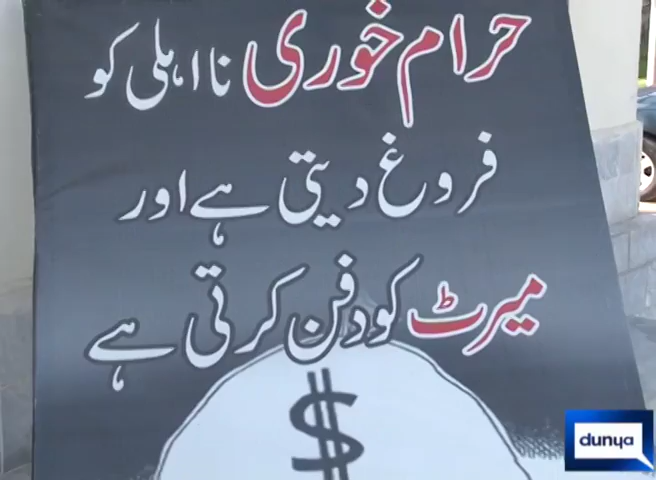 حرام خوری نااہلی کو
فروغ دیتی ہے اور
میرٹ کو دفن کرتی ہے
$
dunya